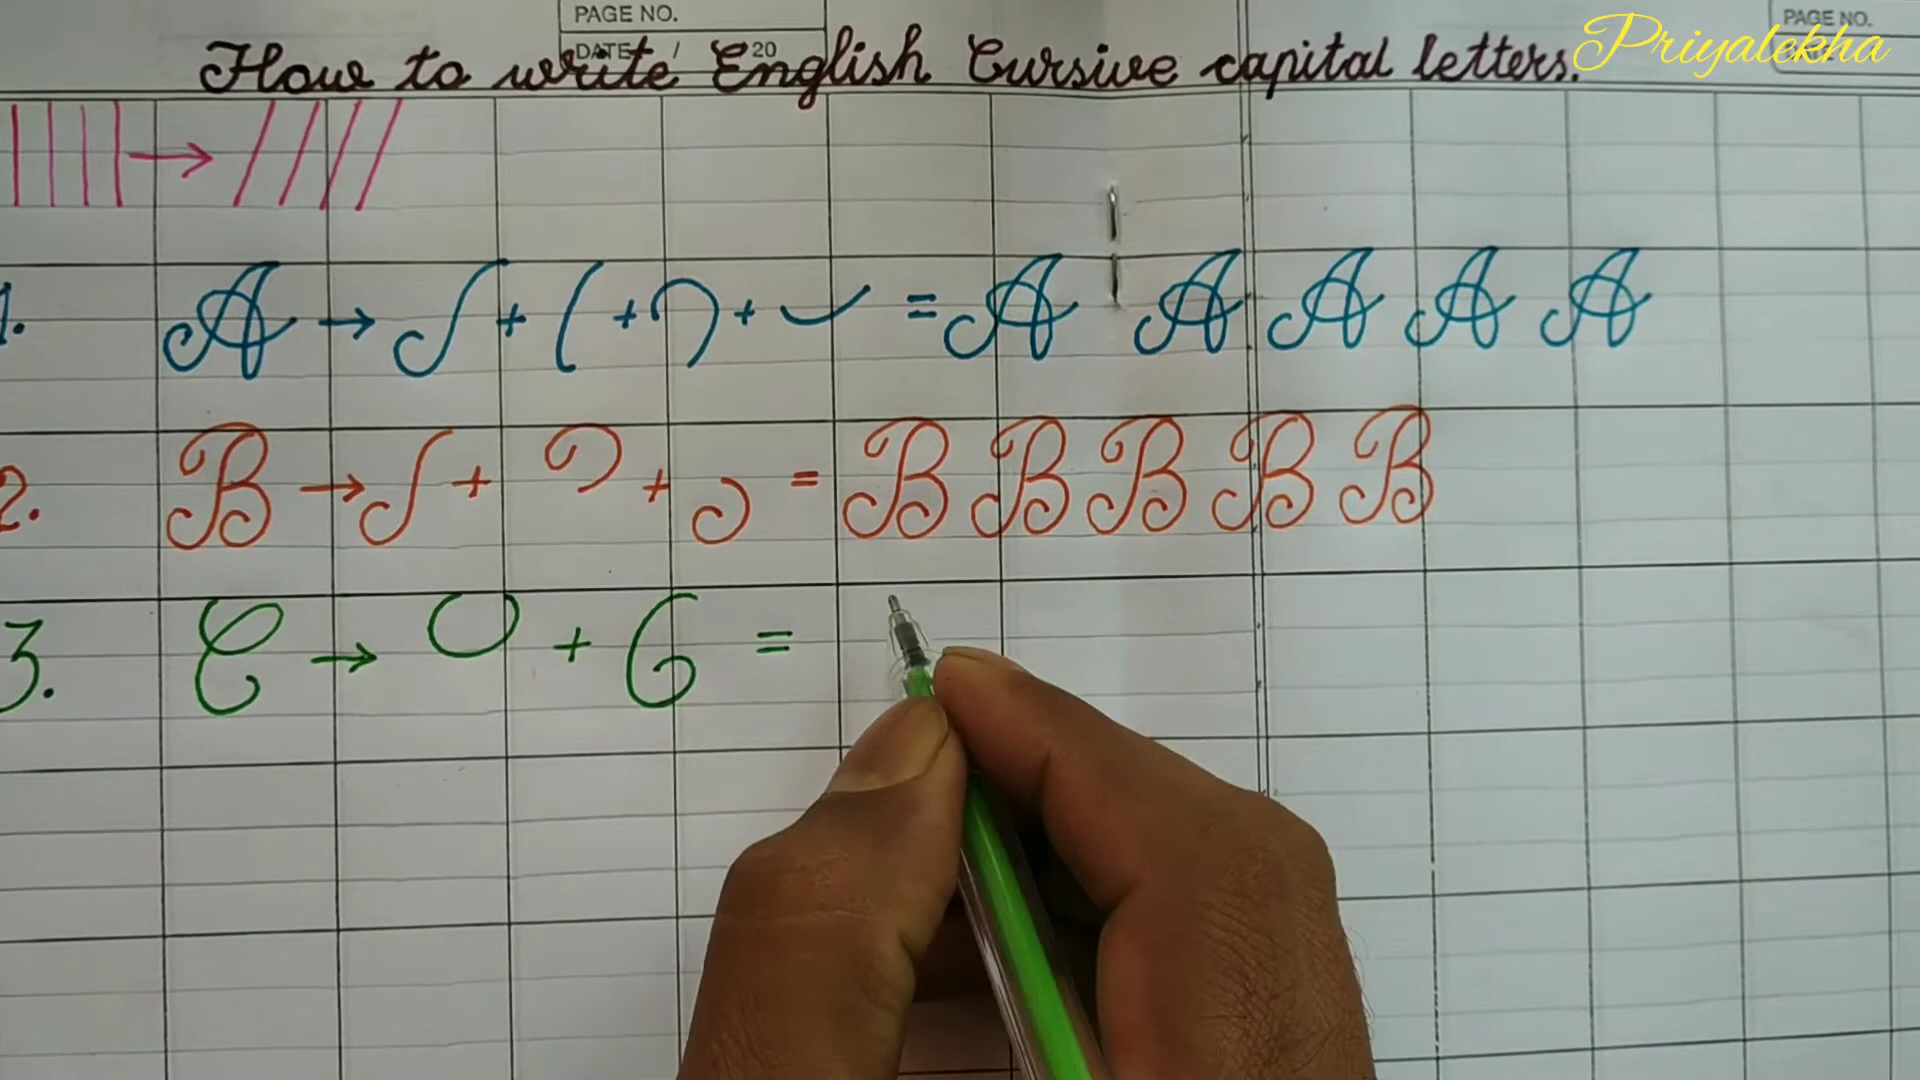 PAGE NO.
DATE / 20
PAGE NO.
Priyalekha
How to write English Cursive capital letters.
1. A → + ( + + = A A A A A
2. B → + + = B B B B B
3. C → + =